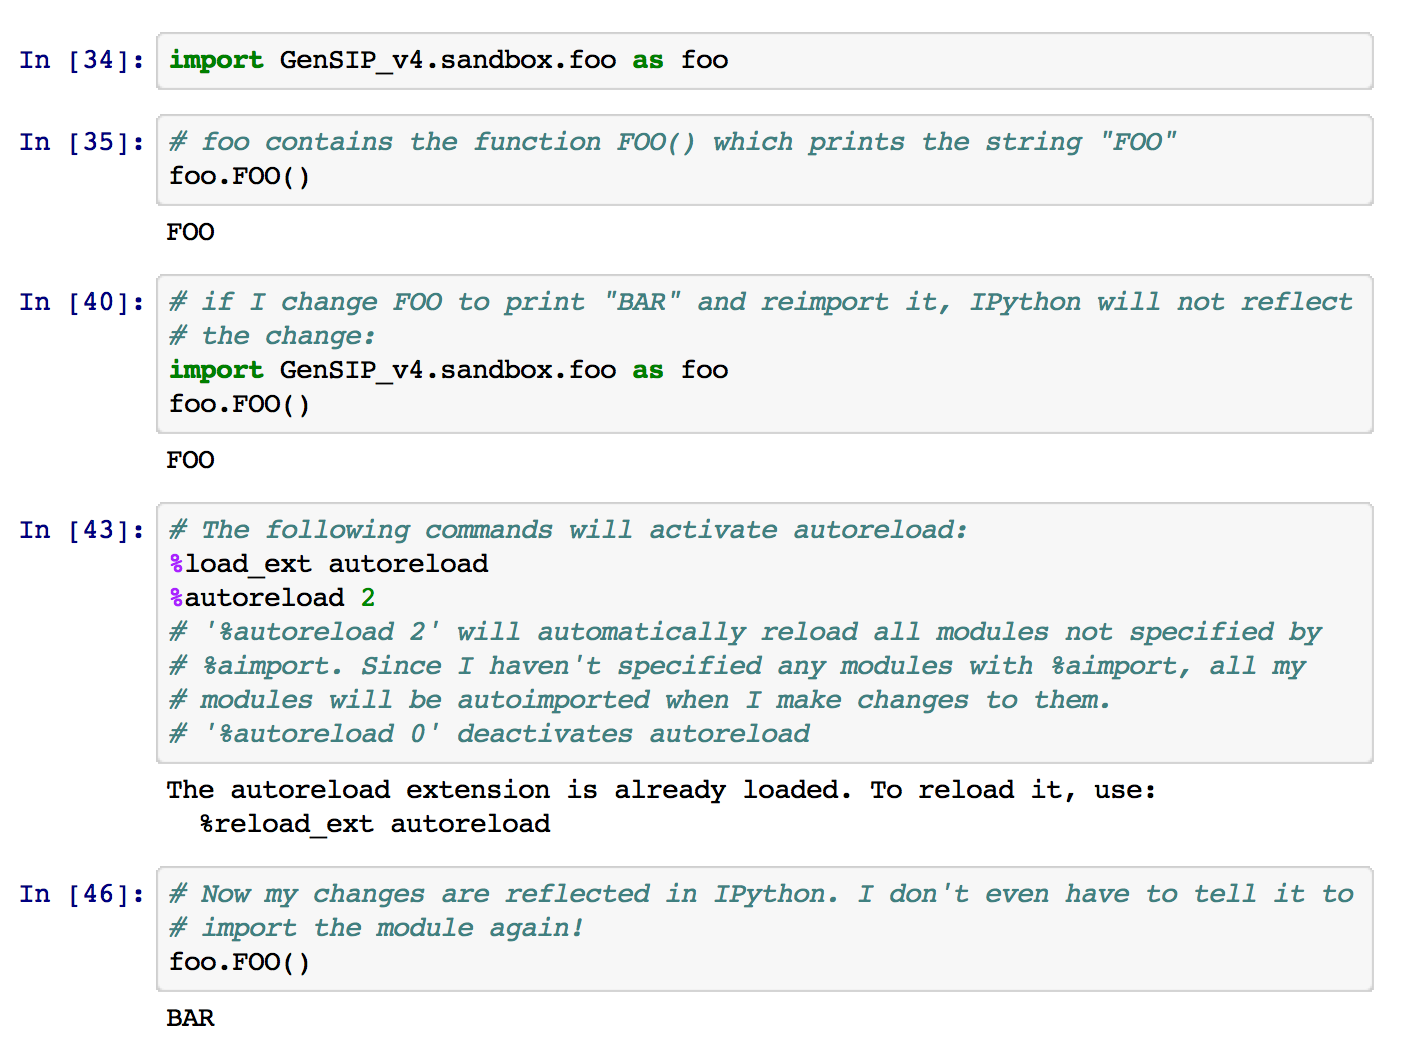 In [34]: import GenSIP_v4.sandbox.foo as foo
In [35]: # foo contains the function FOO() which prints the string "FOO"
foo.FOO()
FOO
In [40]: # if I change FOO to print "BAR" and reimport it, IPython will not reflect
# the change:
import GenSIP_v4.sandbox.foo as foo
foo.FOO()
FOO
In [43]: # The following commands will activate autoreload:
%load_ext autoreload
%autoreload 2
# '%autoreload 2' will automatically reload all modules not specified by
# %aimport. Since I haven't specified any modules with %aimport, all my
# modules will be autoimported when I make changes to them.
# '%autoreload 0' deactivates autoreload
The autoreload extension is already loaded. To reload it, use:
%reload_ext autoreload
In [46]: # Now my changes are reflected in IPython. I don't even have to tell it to
# import the module again!
foo.FOO()
BAR